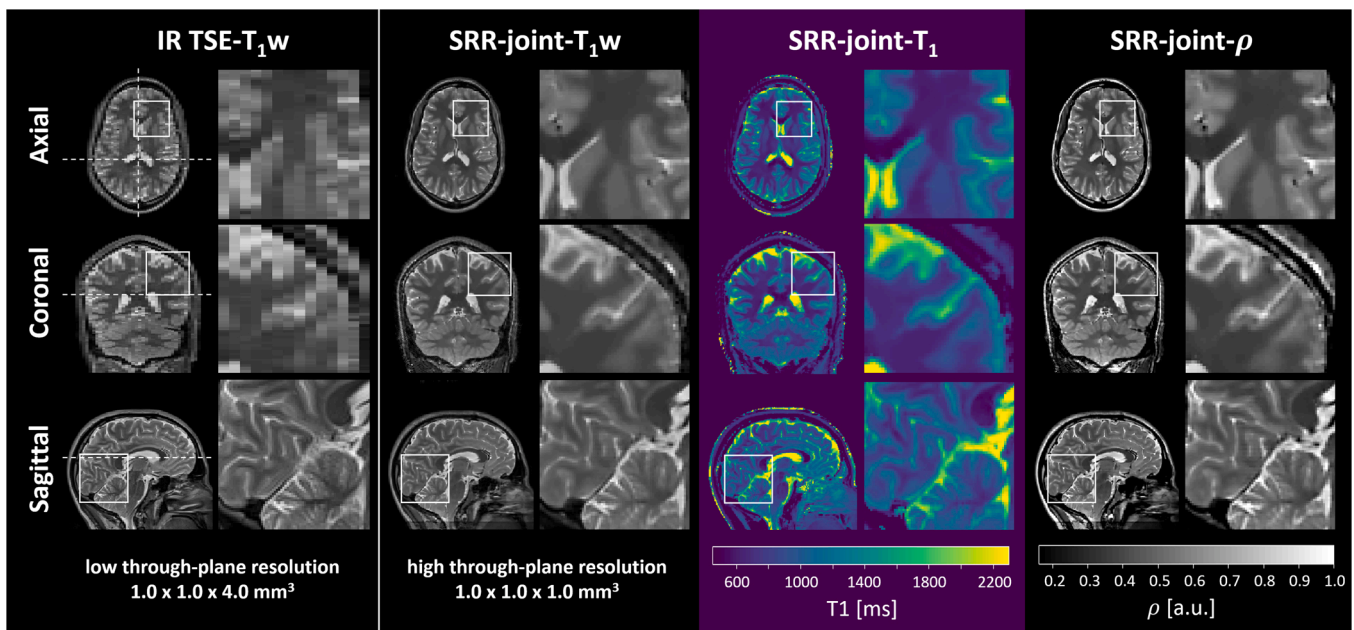 IR TSE-T₁w
SRR-joint-T₁w
SRR-joint-T₁
SRR-joint-ρ
Axial
Coronal
Sagittal
low through-plane resolution
1.0 x 1.0 x 4.0 mm³
high through-plane resolution
1.0 x 1.0 x 1.0 mm³
600 1000 1400 1800 2200
T1 [ms]
0.2 0.3 0.4 0.5 0.6 0.7 0.8 0.9 1.0
ρ [a.u.]